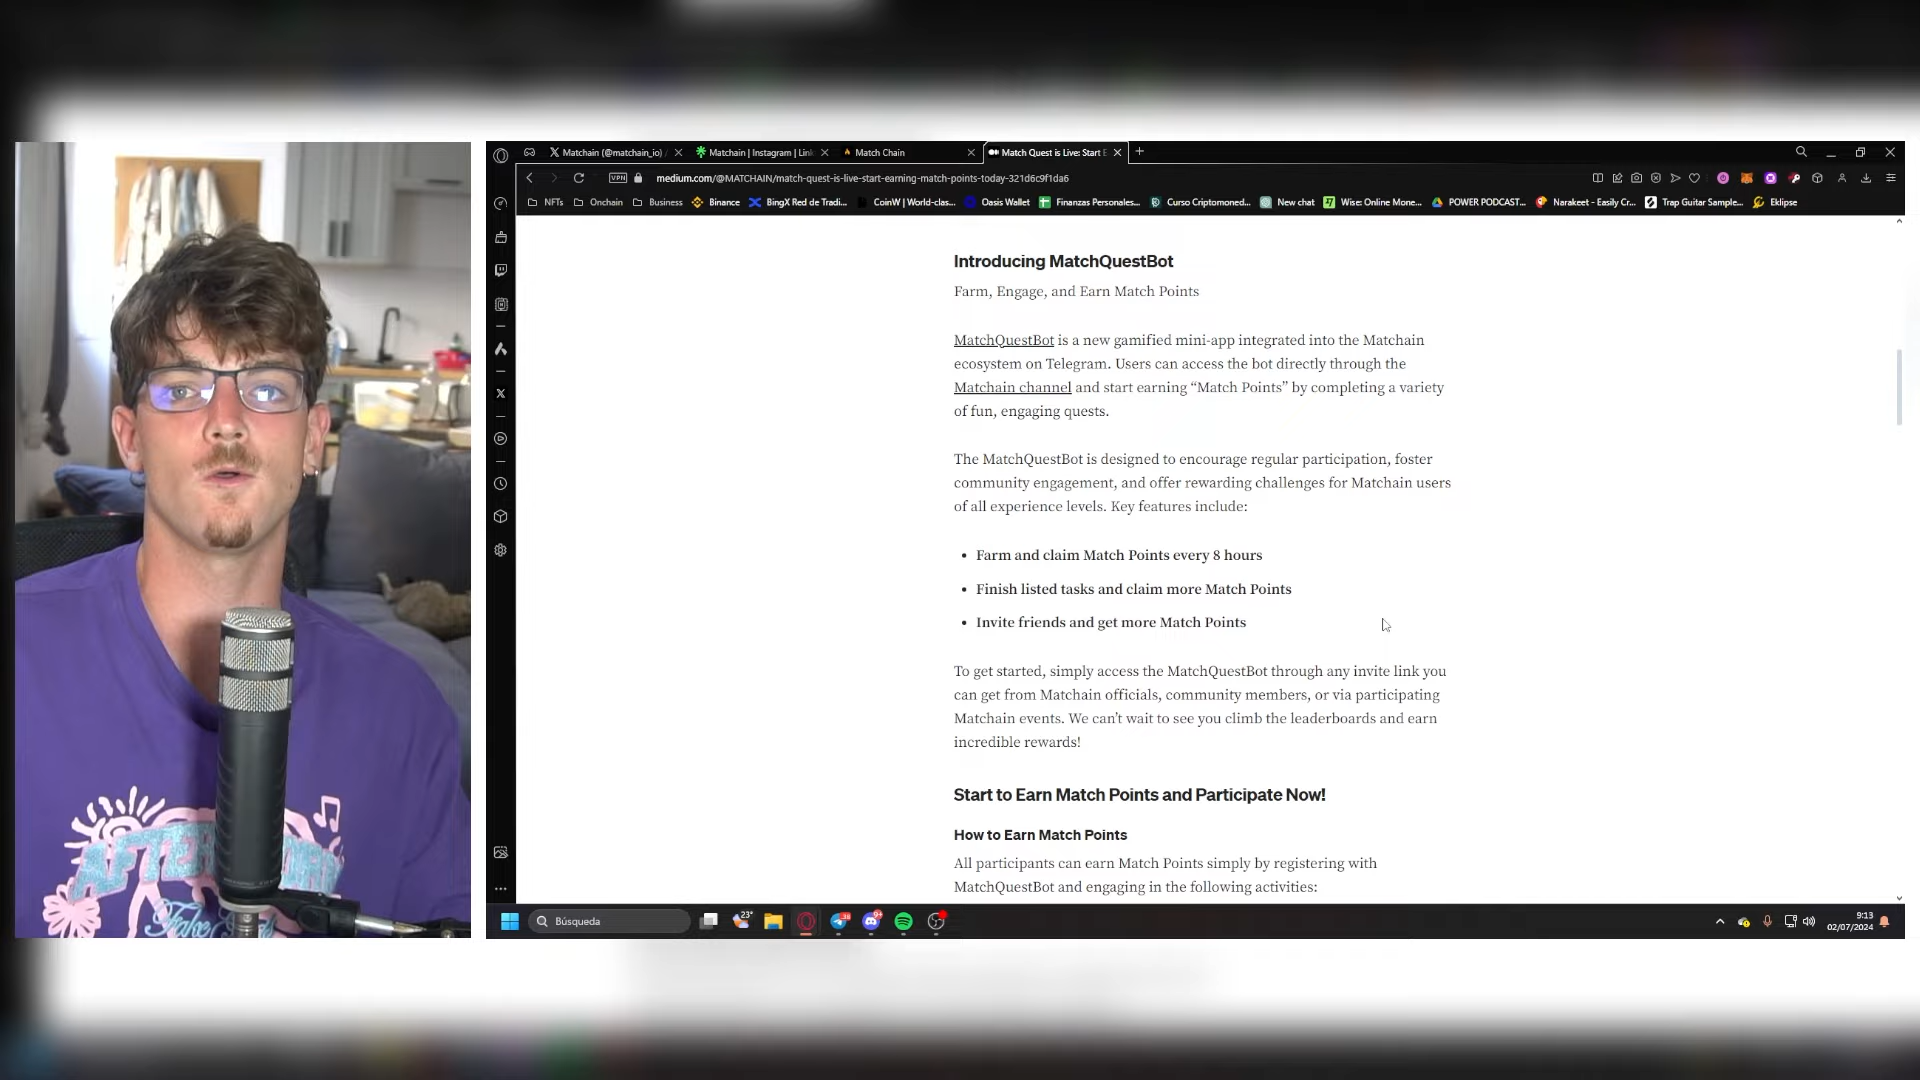 Matchain (@matchain_io)
Matchain | Instagram | Link
Match Chain
Match Quest is Live: Start E
VPN
medium.com/@MATCHAIN/match-quest-is-live-start-earning-match-points-today-321d6c9f1da6
NFTs
Onchain
Business
Binance
BingX Red de Tradi...
CoinW | World-clas...
Oasis Wallet
Finanzas Personales...
Curso Criptomoned...
New chat
Wise: Online Mone...
POWER PODCAST...
Narakeet - Easily Cr...
Trap Guitar Sample...
Eklipse
Introducing MatchQuestBot
Farm, Engage, and Earn Match Points
MatchQuestBot is a new gamified mini-app integrated into the Matchain
ecosystem on Telegram. Users can access the bot directly through the
Matchain channel and start earning “Match Points” by completing a variety
of fun, engaging quests.
The MatchQuestBot is designed to encourage regular participation, foster
community engagement, and offer rewarding challenges for Matchain users
of all experience levels. Key features include:
• Farm and claim Match Points every 8 hours
• Finish listed tasks and claim more Match Points
• Invite friends and get more Match Points
To get started, simply access the MatchQuestBot through any invite link you
can get from Matchain officials, community members, or via participating
Matchain events. We can’t wait to see you climb the leaderboards and earn
incredible rewards!
Start to Earn Match Points and Participate Now!
How to Earn Match Points
All participants can earn Match Points simply by registering with
MatchQuestBot and engaging in the following activities:
Búsqueda
23°
9:13
02/07/2024